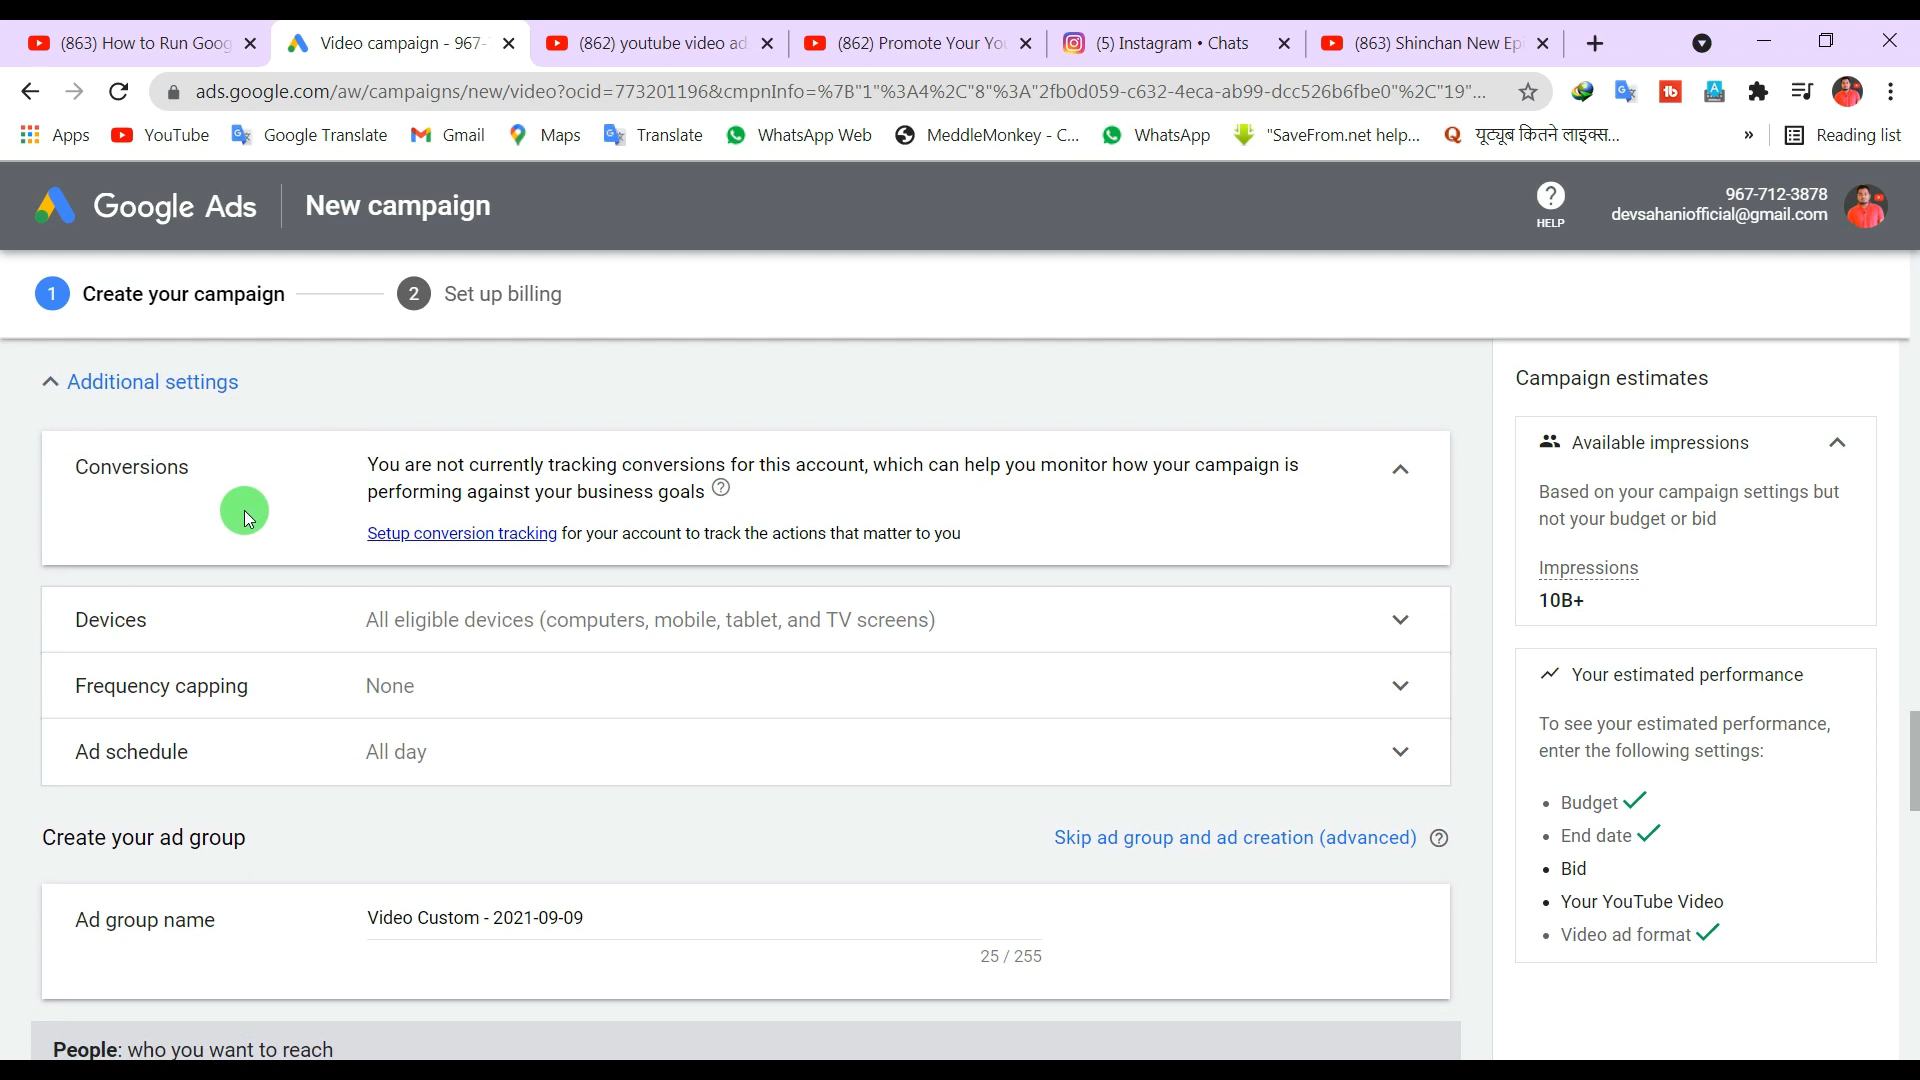 (863) How to Run Goog
Video campaign - 967-
(862) youtube video ad
(862) Promote Your Yo
(5) Instagram • Chats
(863) Shinchan New Ep
ads.google.com/aw/campaigns/new/video?ocid=773201196&cmpnInfo=%7B"1"%3A4%2C"8"%3A"2fb0d059-c632-4eca-ab99-dcc526b6fbe0"%2C"19"...
Apps
YouTube
Google Translate
Gmail
Maps
Translate
WhatsApp Web
MeddleMonkey - C...
WhatsApp
"SaveFrom.net help...
यूट्यूब कितने लाइक्स...
»
Reading list
Google Ads
New campaign
HELP
967-712-3878
devsahaniofficial@gmail.com
1 Create your campaign
2 Set up billing
Additional settings
Conversions
You are not currently tracking conversions for this account, which can help you monitor how your campaign is
performing against your business goals
Setup conversion tracking for your account to track the actions that matter to you
Devices
All eligible devices (computers, mobile, tablet, and TV screens)
Frequency capping
None
Ad schedule
All day
Create your ad group
Skip ad group and ad creation (advanced)
Ad group name
Video Custom - 2021-09-09
25 / 255
People: who you want to reach
Campaign estimates
Available impressions
Based on your campaign settings but
not your budget or bid
Impressions
10B+
Your estimated performance
To see your estimated performance,
enter the following settings:
• Budget
• End date
• Bid
• Your YouTube Video
• Video ad format